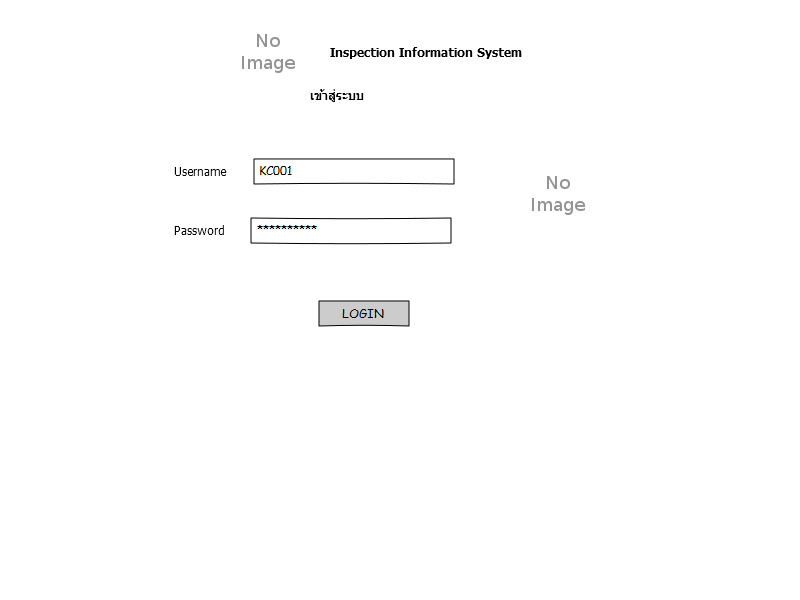 No
Image
Inspection Information System
เข้าสู่ระบบ
Username
KC001
No
Image
Password
**********
LOGIN